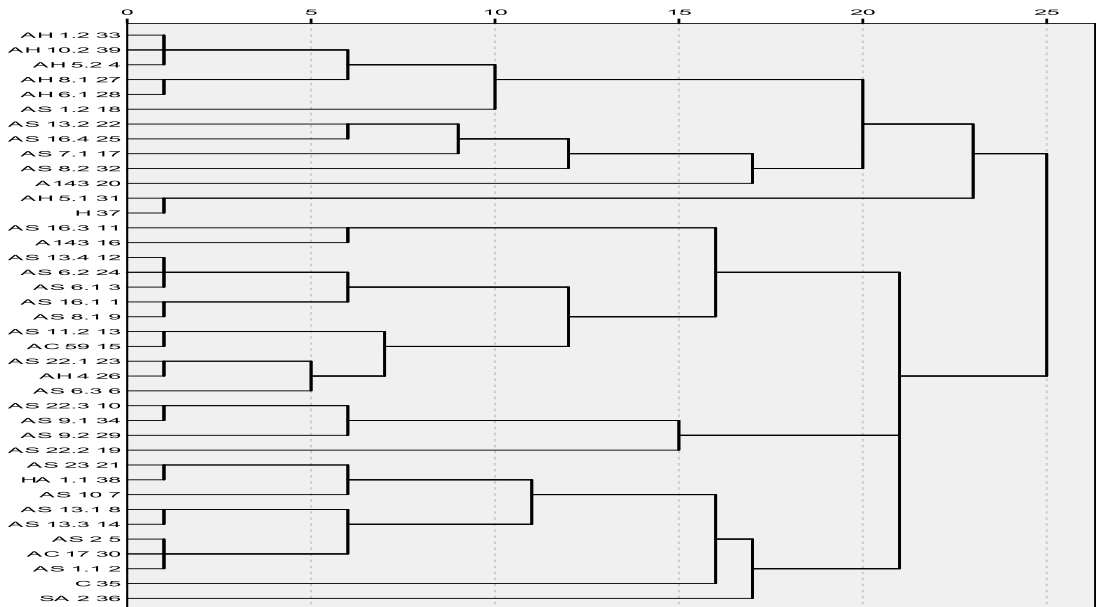 0 5 10 15 20 25
AH 1.2 33
AH 10.2 39
AH 5.2 4
AH 8.1 27
AH 6.1 28
AS 1.2 18
AS 13.2 22
AS 16.4 25
AS 7.1 17
AS 8.2 32
A143 20
AH 5.1 31
H 37
AS 16.3 11
A143 16
AS 13.4 12
AS 6.2 24
AS 6.1 3
AS 16.1 1
AS 8.1 9
AS 11.2 13
AC 59 15
AS 22.1 23
AH 4 26
AS 6.3 6
AS 22.3 10
AS 9.1 34
AS 9.2 29
AS 22.2 19
AS 23 21
HA 1.1 38
AS 10 7
AS 13.1 8
AS 13.3 14
AS 2 5
AC 17 30
AS 1.1 2
C 35
SA 2 36